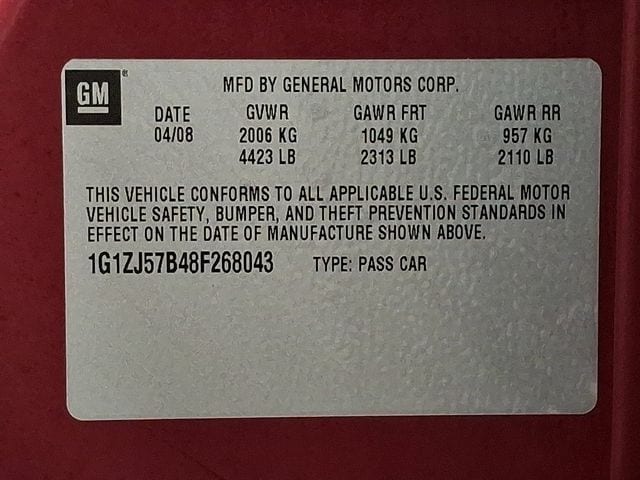 GM
MFD BY GENERAL MOTORS CORP.
DATE GVWR GAWR FRT GAWR RR
04/08 2006 KG 1049 KG 957 KG
4423 LB 2313 LB 2110 LB
THIS VEHICLE CONFORMS TO ALL APPLICABLE U.S. FEDERAL MOTOR
VEHICLE SAFETY, BUMPER, AND THEFT PREVENTION STANDARDS IN
EFFECT ON THE DATE OF MANUFACTURE SHOWN ABOVE.
1G1ZJ57B48F268043 TYPE: PASS CAR